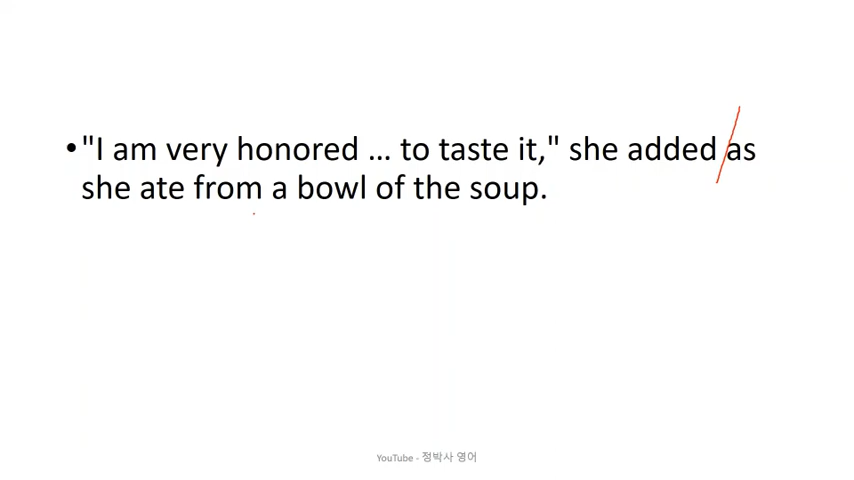 •"I am very honored … to taste it," she added as
she ate from a bowl of the soup.
YouTube - 정박사 영어